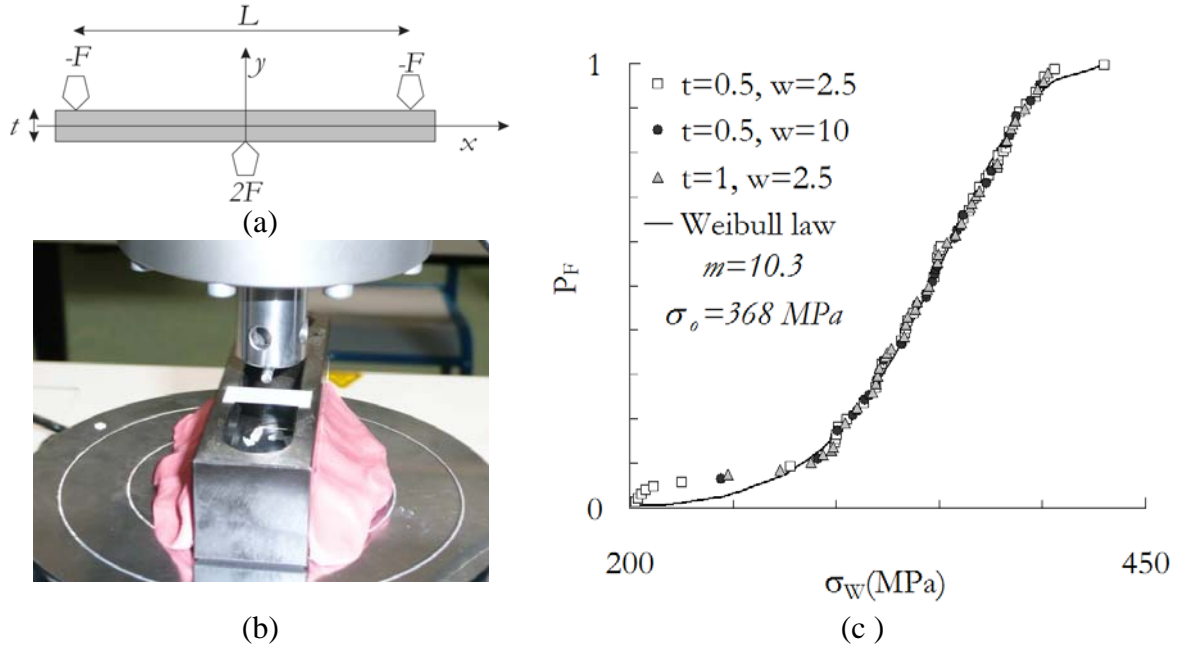 L
-F
-F
y
t
x
2F
(a)
(b)
1
t=0.5, w=2.5
t=0.5, w=10
t=1, w=2.5
Weibull law
m=10.3
σo=368 MPa
PF
0
200
450
σW(MPa)
(c )